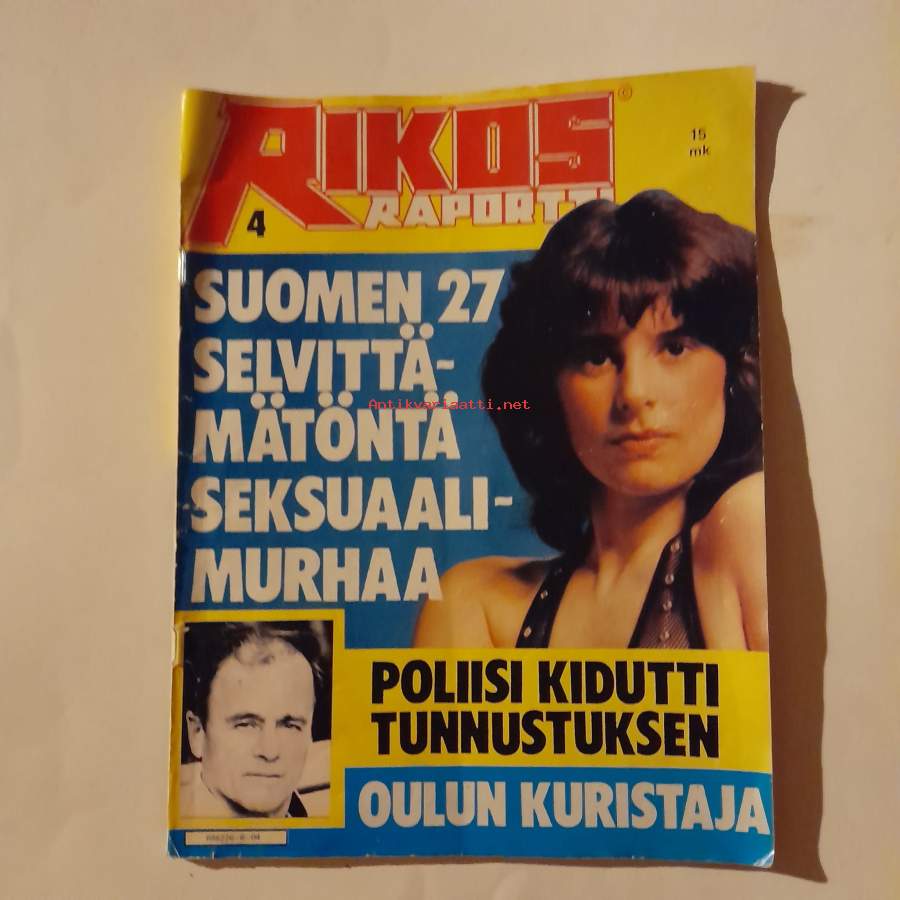 RIKOS
©
RAPORTTI
15
mk
4
SUOMEN 27
SELVITTÄ-
MÄTÖNTÄ
SEKSUAALI-
MURHAA
Antikvariaatti.net
POLIISI KIDUTTI
TUNNUSTUKSEN
OULUN KURISTAJA